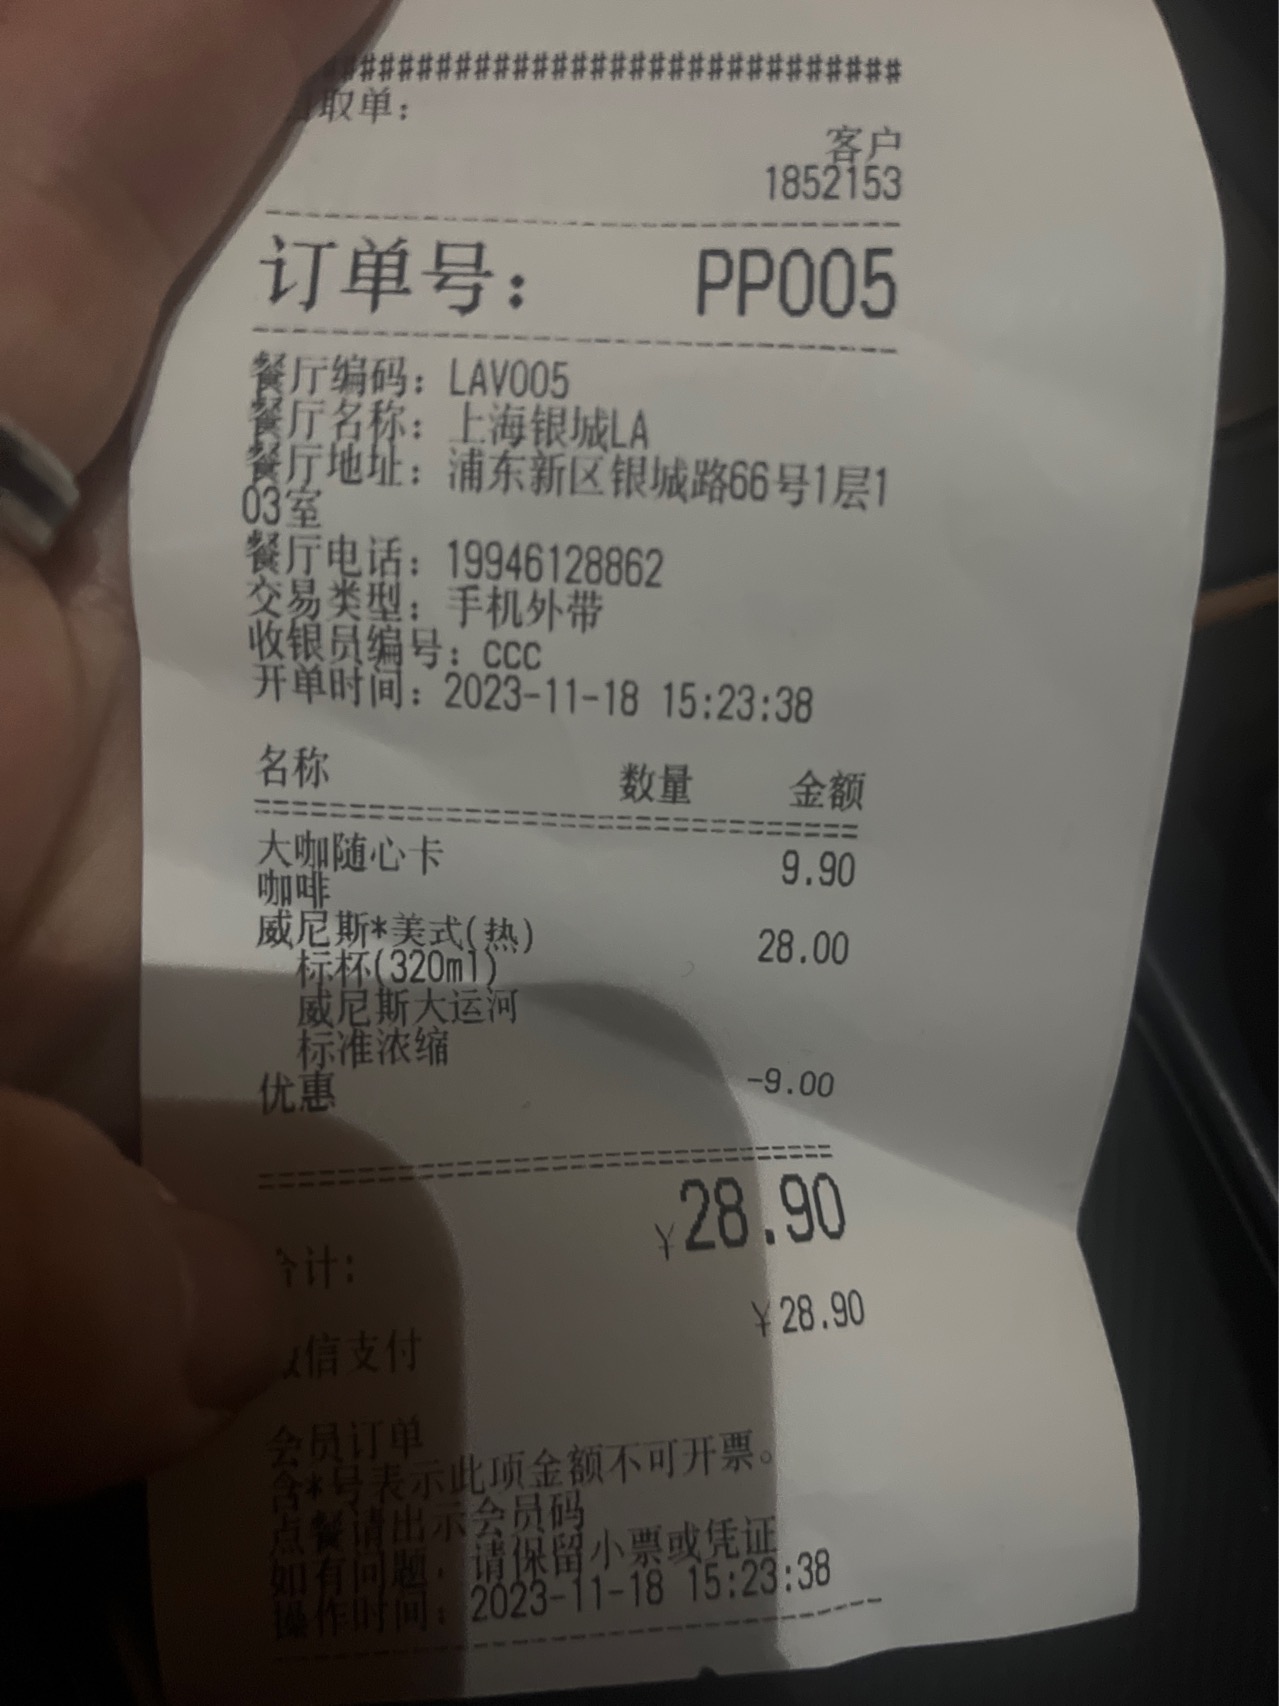 ##############################
取单：
客户
1852153
订单号： PP005
餐厅编码：LAV005
餐厅名称：上海银城LA
餐厅地址：浦东新区银城路66号1层1
03室
餐厅电话：19946128862
交易类型：手机外带
收银员编号：ccc
开单时间：2023-11-18 15:23:38
名称 数量 金额
大咖随心卡 9.90
咖啡
威尼斯*美式(热) 28.00
标杯(320ml)
威尼斯大运河
标准浓缩
优惠 -9.00
¥28.90
合计:
¥28.90
微信支付
会员订单
含*号表示此项金额不可开票。
点餐请出示会员码
如有问题，请保留小票或凭证
操作时间：2023-11-18 15:23:38